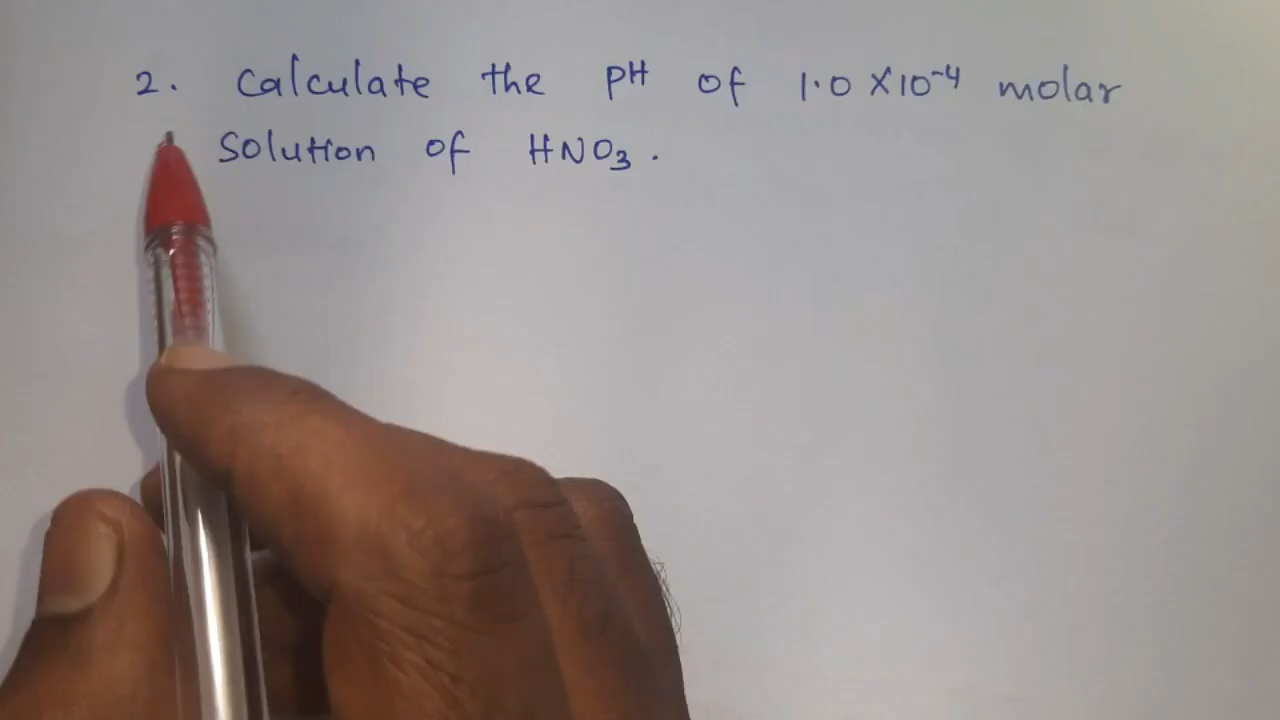 2. Calculate the PH of 1.0 X10⁻⁴ molar
Solution of HNO₃.